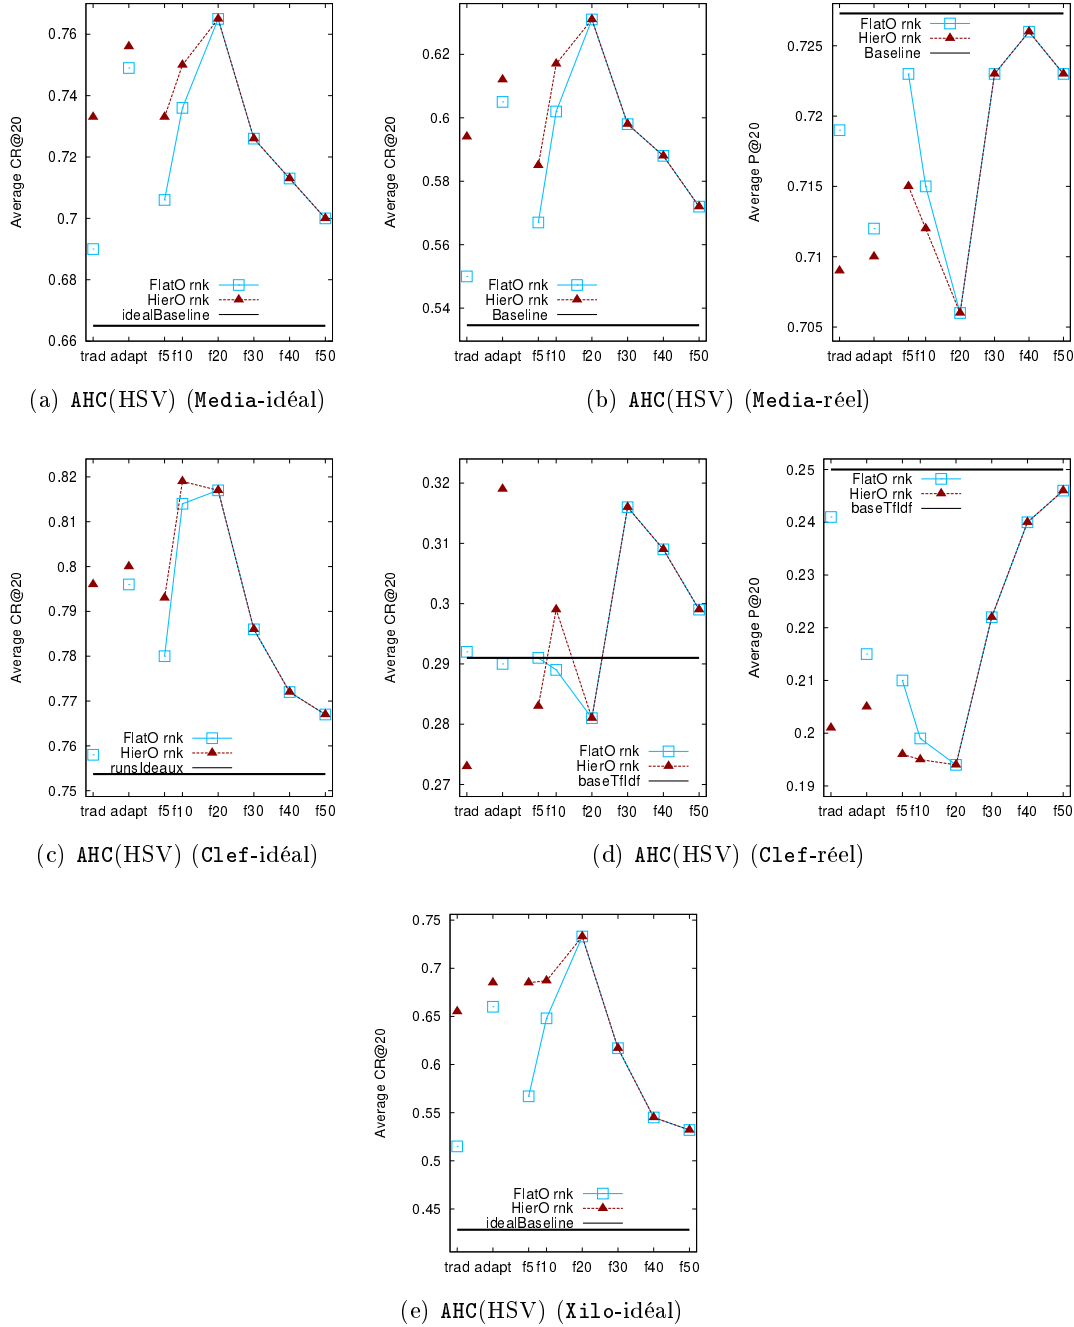 Average CR@20
0.76
0.74
0.72
0.7
0.68
0.66
FlatO rnk
HierO rnk
idealBaseline
trad adapt f5 f10 f20 f30 f40 f50
(a) AHC(HSV) (Media-idéal)
Average CR@20
0.62
0.6
0.58
0.56
0.54
FlatO rnk
HierO rnk
Baseline
trad adapt f5 f10 f20 f30 f40 f50
Average P@20
0.725
0.72
0.715
0.71
0.705
FlatO rnk
HierO rnk
Baseline
trad adapt f5 f10 f20 f30 f40 f50
(b) AHC(HSV) (Media-réel)
Average CR@20
0.82
0.81
0.8
0.79
0.78
0.77
0.76
0.75
FlatO rnk
HierO rnk
runsIdeaux
trad adapt f5 f10 f20 f30 f40 f50
(c) AHC(HSV) (Clef-idéal)
Average CR@20
0.32
0.31
0.3
0.29
0.28
0.27
FlatO rnk
HierO rnk
baseTfIdf
trad adapt f5 f10 f20 f30 f40 f50
Average P@20
0.25
0.24
0.23
0.22
0.21
0.2
0.19
FlatO rnk
HierO rnk
baseTfIdf
trad adapt f5 f10 f20 f30 f40 f50
(d) AHC(HSV) (Clef-réel)
Average CR@20
0.75
0.7
0.65
0.6
0.55
0.5
0.45
FlatO rnk
HierO rnk
idealBaseline
trad adapt f5 f10 f20 f30 f40 f50
(e) AHC(HSV) (Xilo-idéal)